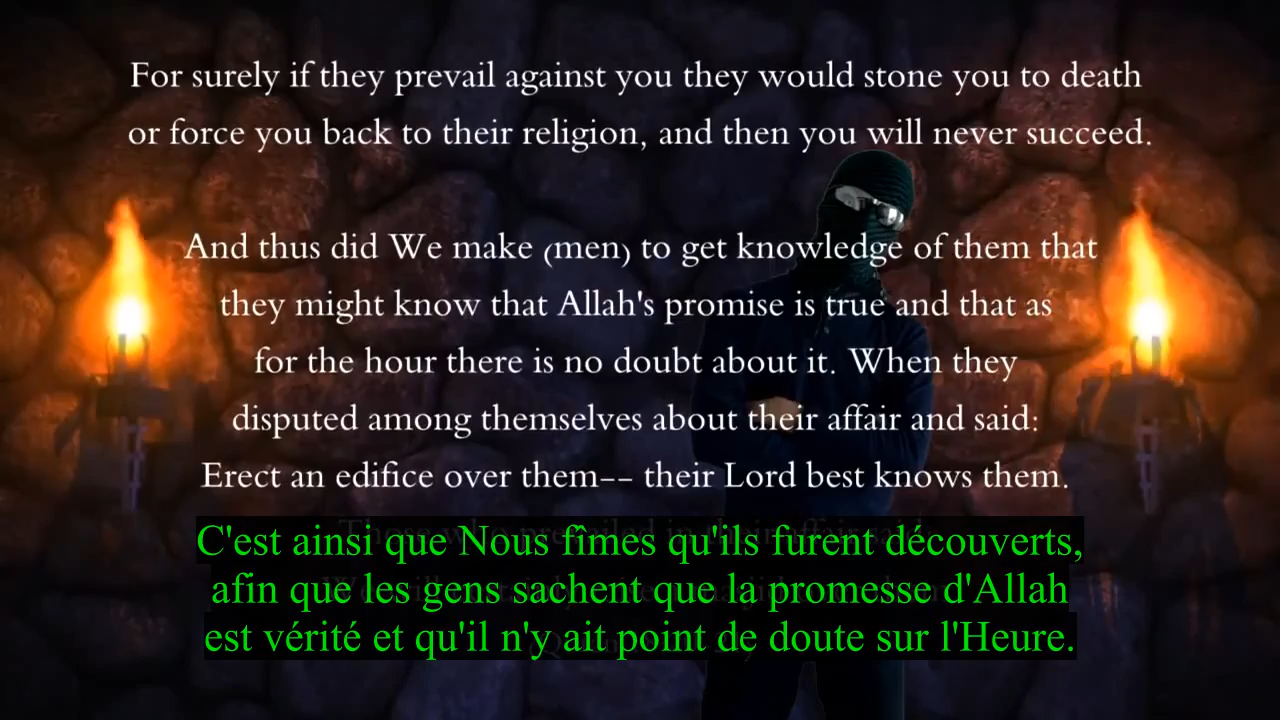 For surely if they prevail against you they would stone you to death
or force you back to their religion, and then you will never succeed.
And thus did We make (men) to get knowledge of them that
they might know that Allah's promise is true and that as
for the hour there is no doubt about it. When they
disputed among themselves about their affair and said:
Erect an edifice over them-- their Lord best knows them.
C'est ainsi que Nous fîmes qu'ils furent découverts,
afin que les gens sachent que la promesse d'Allah
est vérité et qu'il n'y ait point de doute sur l'Heure.